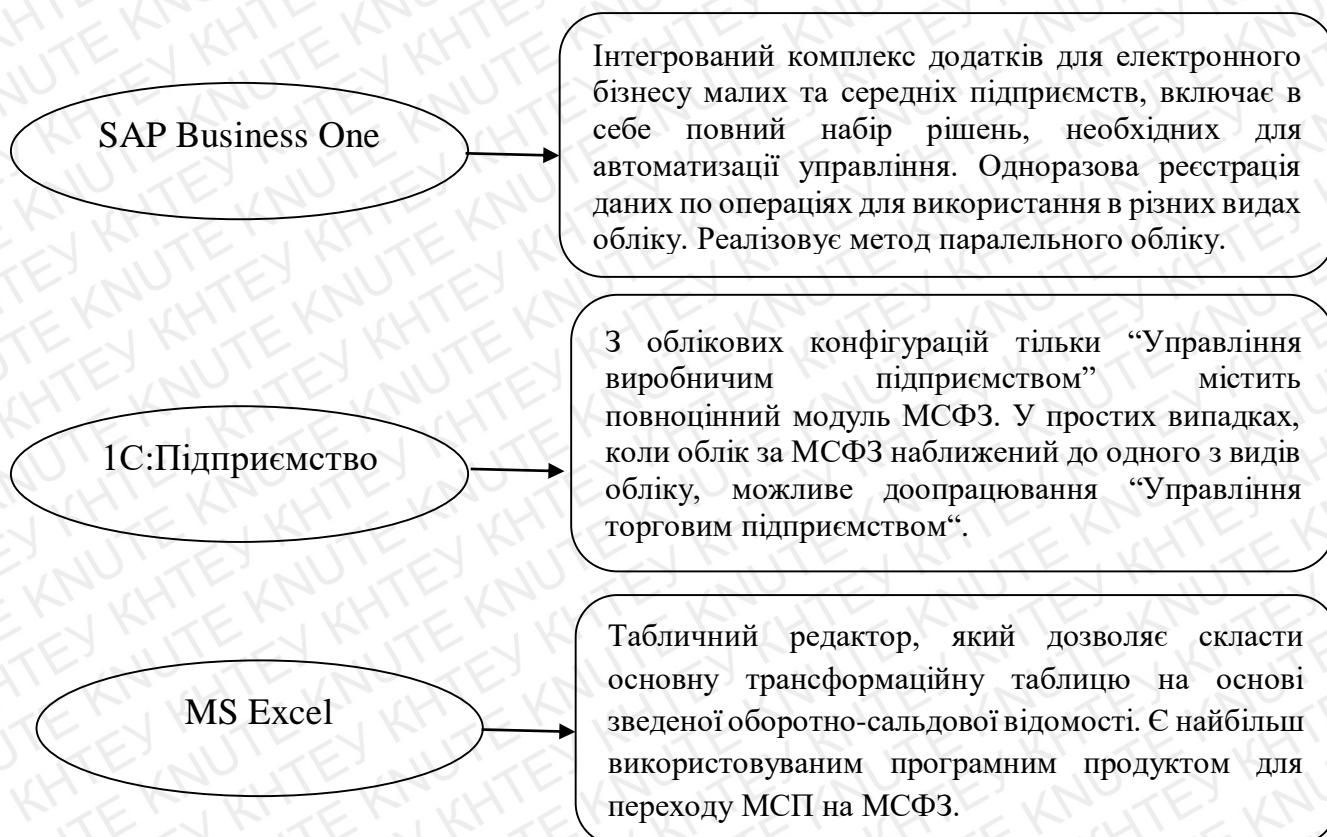 SAP Business One
Інтегрований комплекс додатків для електронного
бізнесу малих та середніх підприємств, включає в
себе повний набір рішень, необхідних для
автоматизації управління. Одноразова реєстрація
даних по операціях для використання в різних видах
обліку. Реалізовує метод паралельного обліку.
1С:Підприємство
З облікових конфігурацій тільки “Управління
виробничим підприємством” містить
повноцінний модуль МСФЗ. У простих випадках,
коли облік за МСФЗ наближений до одного з видів
обліку, можливе доопрацювання “Управління
торговим підприємством“.
MS Excel
Табличний редактор, який дозволяє скласти
основну трансформаційну таблицю на основі
зведеної оборотно-сальдової відомості. Є найбільш
використовуваним програмним продуктом для
переходу МСП на МСФЗ.